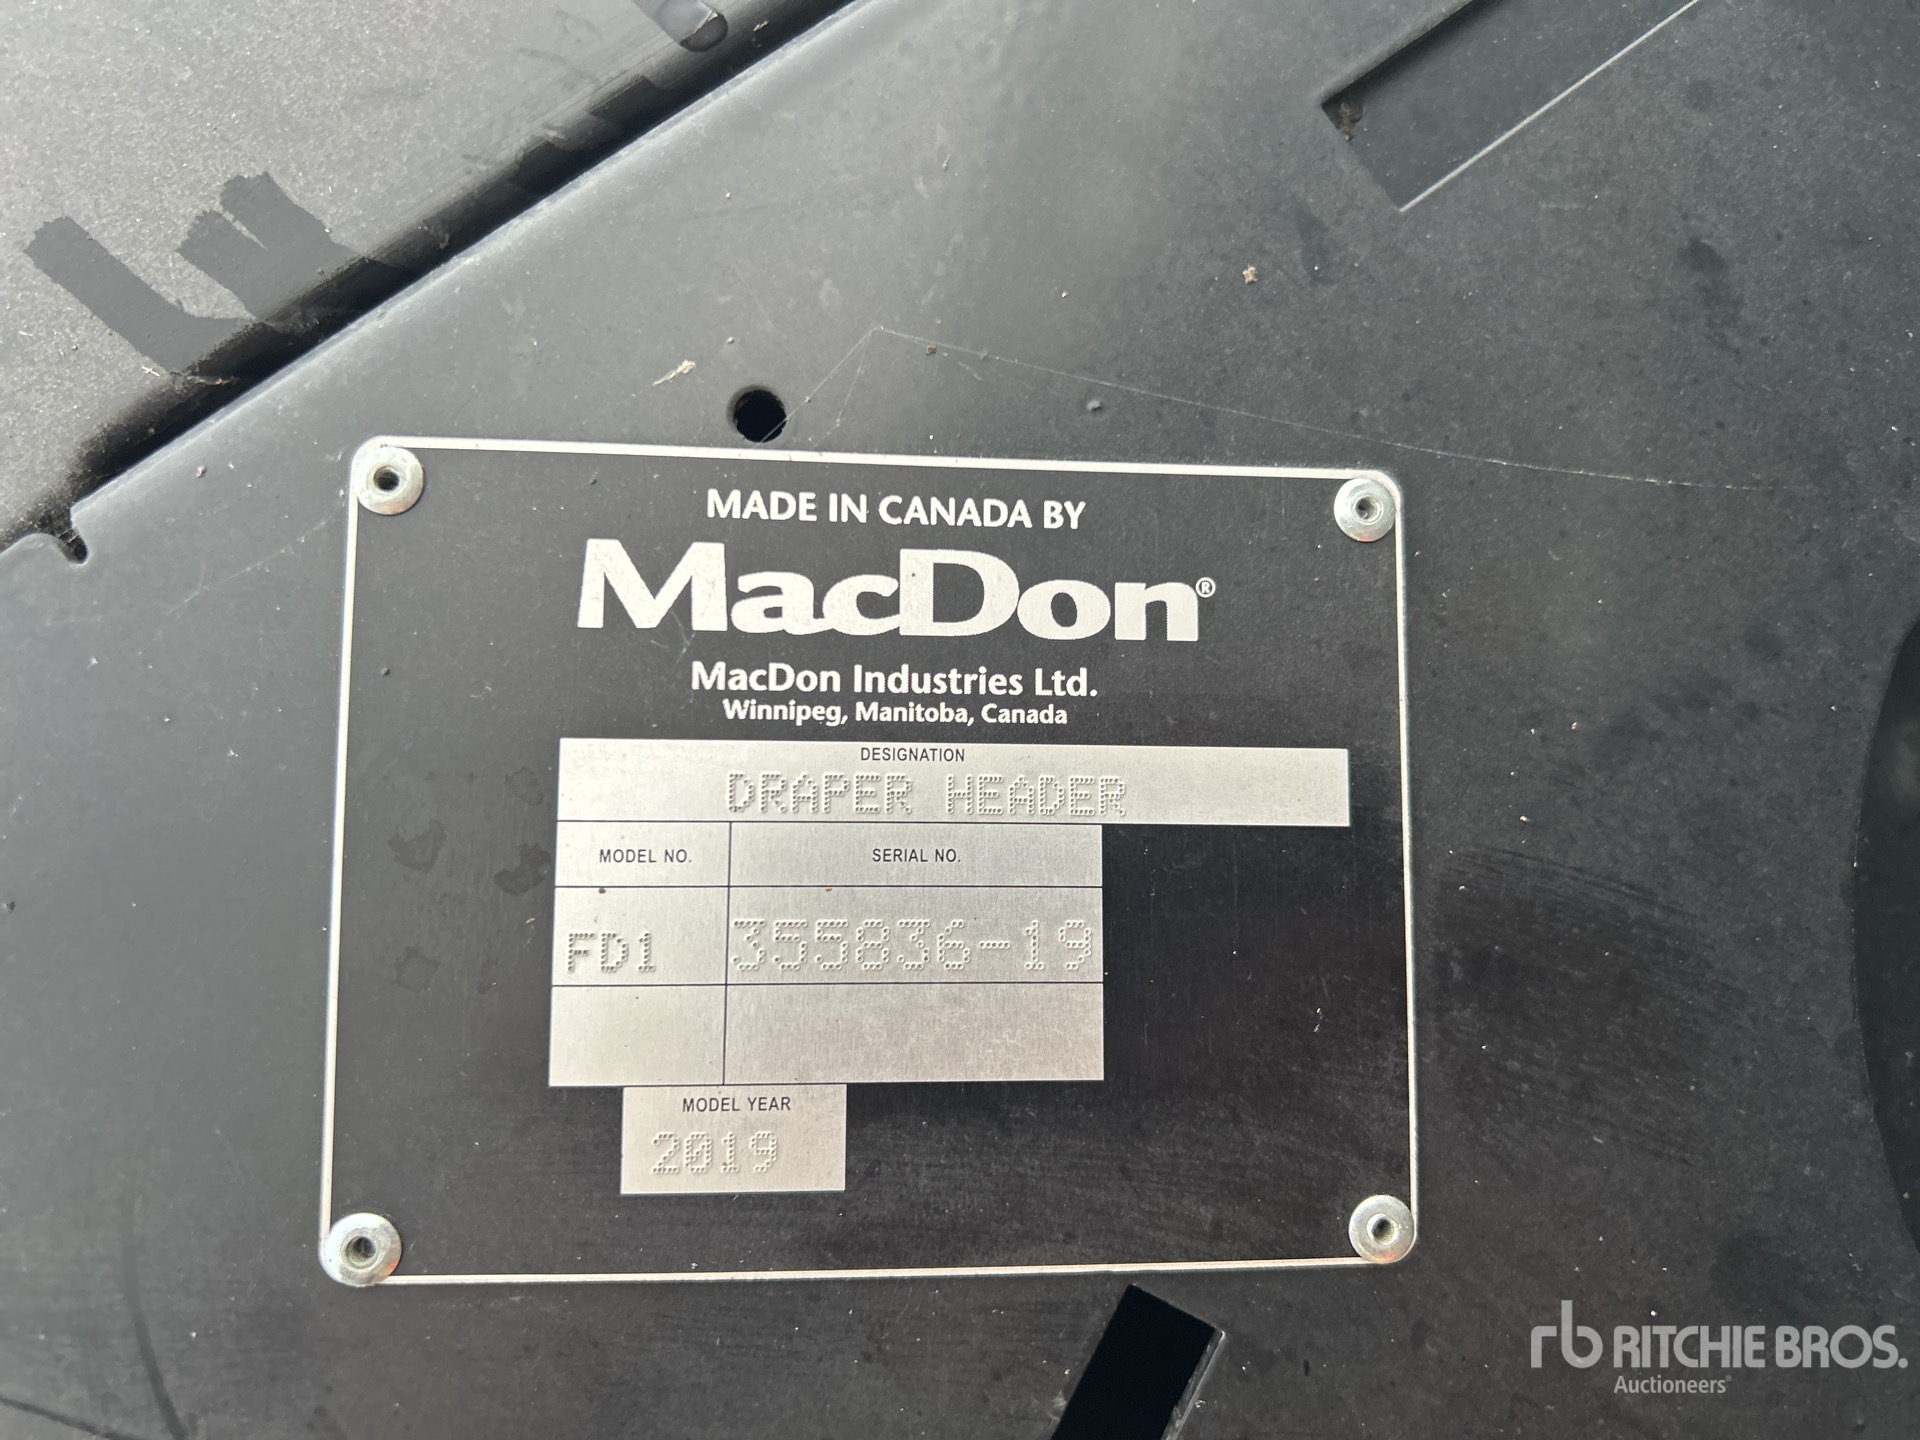 MADE IN CANADA BY
MacDon®
MacDon Industries Ltd.
Winnipeg, Manitoba, Canada
DESIGNATION
DRAPER HEADER
MODEL NO. SERIAL NO.
FD1 355836-19
MODEL YEAR
2019
rb RITCHIE BROS.
Auctioneers®